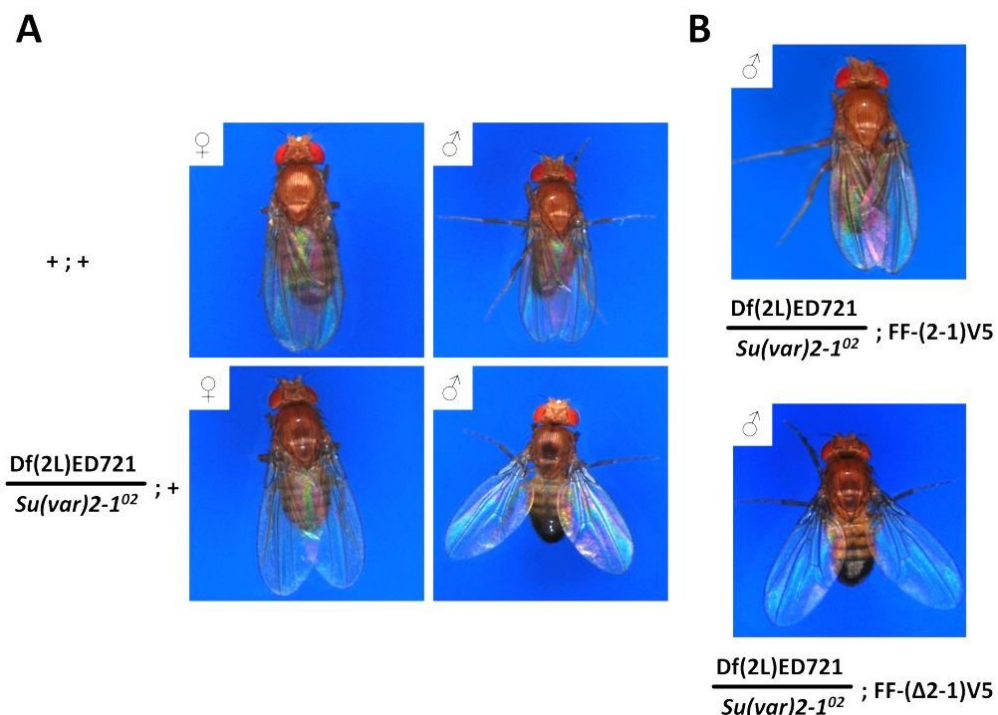 A
B
♀
♂
♂
+ ; +
Df(2L)ED721
Su(var)2-1⁰² ; FF-(2-1)V5
♀
♂
♂
Df(2L)ED721
Su(var)2-1⁰² ; +
Df(2L)ED721
Su(var)2-1⁰² ; FF-(Δ2-1)V5